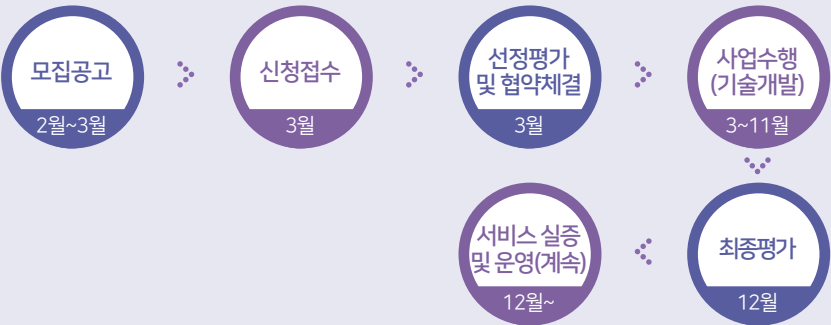 모집공고
2월~3월
신청접수
3월
선정평가
및 협약체결
3월
사업수행
(기술개발)
3~11월
최종평가
12월
서비스 실증
및 운영(계속)
12월~